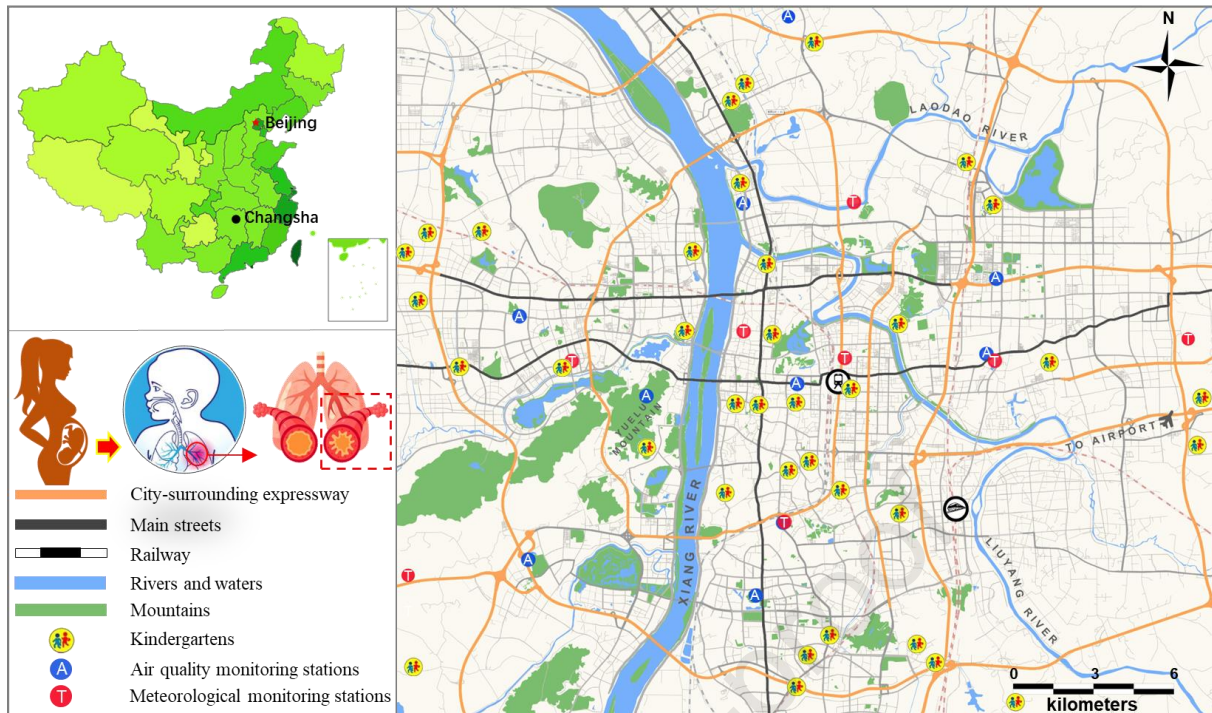 Beijing
Changsha
City-surrounding expressway
Main streets
Railway
Rivers and waters
Mountains
Kindergartens
A
Air quality monitoring stations
T
Meteorological monitoring stations
N
A
LAODAO RIVER
A
T
A
A
T
T
A
T
T
T
A
A
YUELU
MOUNTAIN
TO AIRPORT
XIANG RIVER
T
LIUYANG RIVER
A
T
A
0 3 6
kilometers